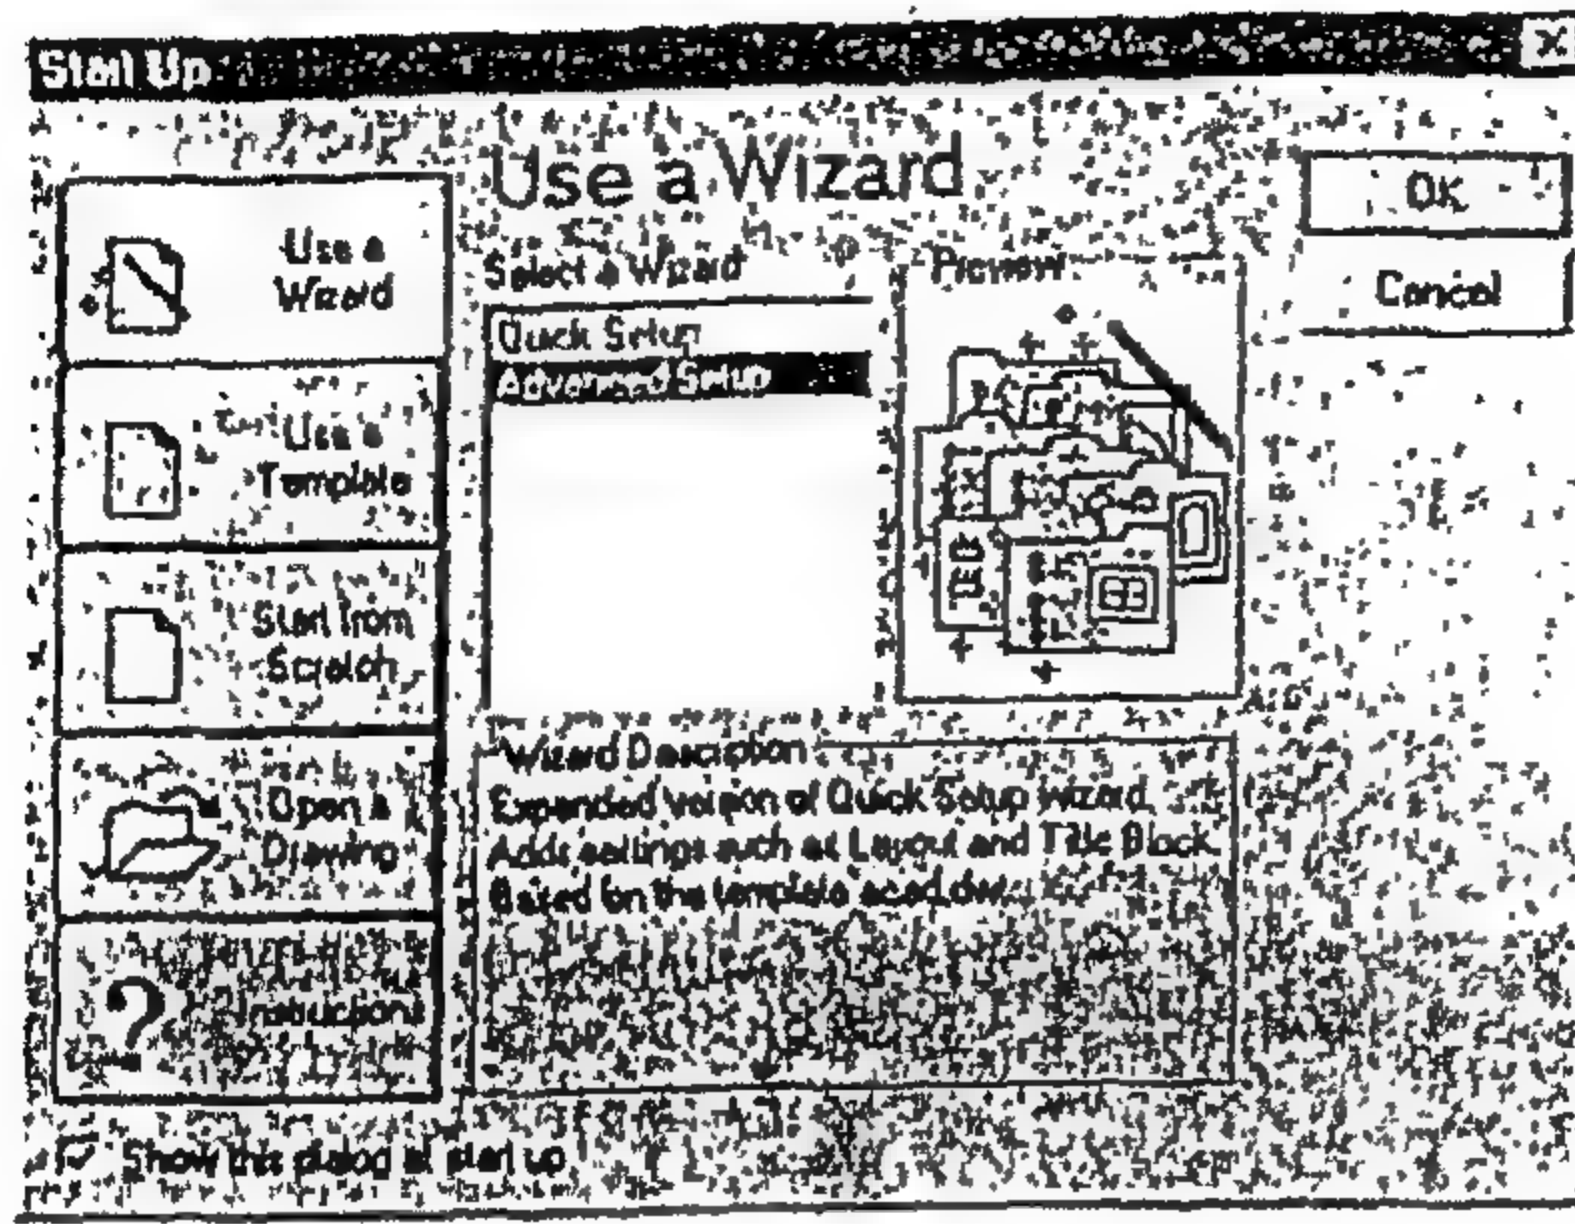 Start Up
Use a Wizard
Use a
Wizard
Select a Wizard
Preview
OK
Cancel
Quick Setup
Advanced Setup
Use a
Template
Start from
Scratch
Open a
Drawing
Instructions
Wizard Description
Expanded version of Quick Setup wizard.
Adds settings such as Layout and Title Block.
Based on the template acad.dwt.
Show this dialog at start up